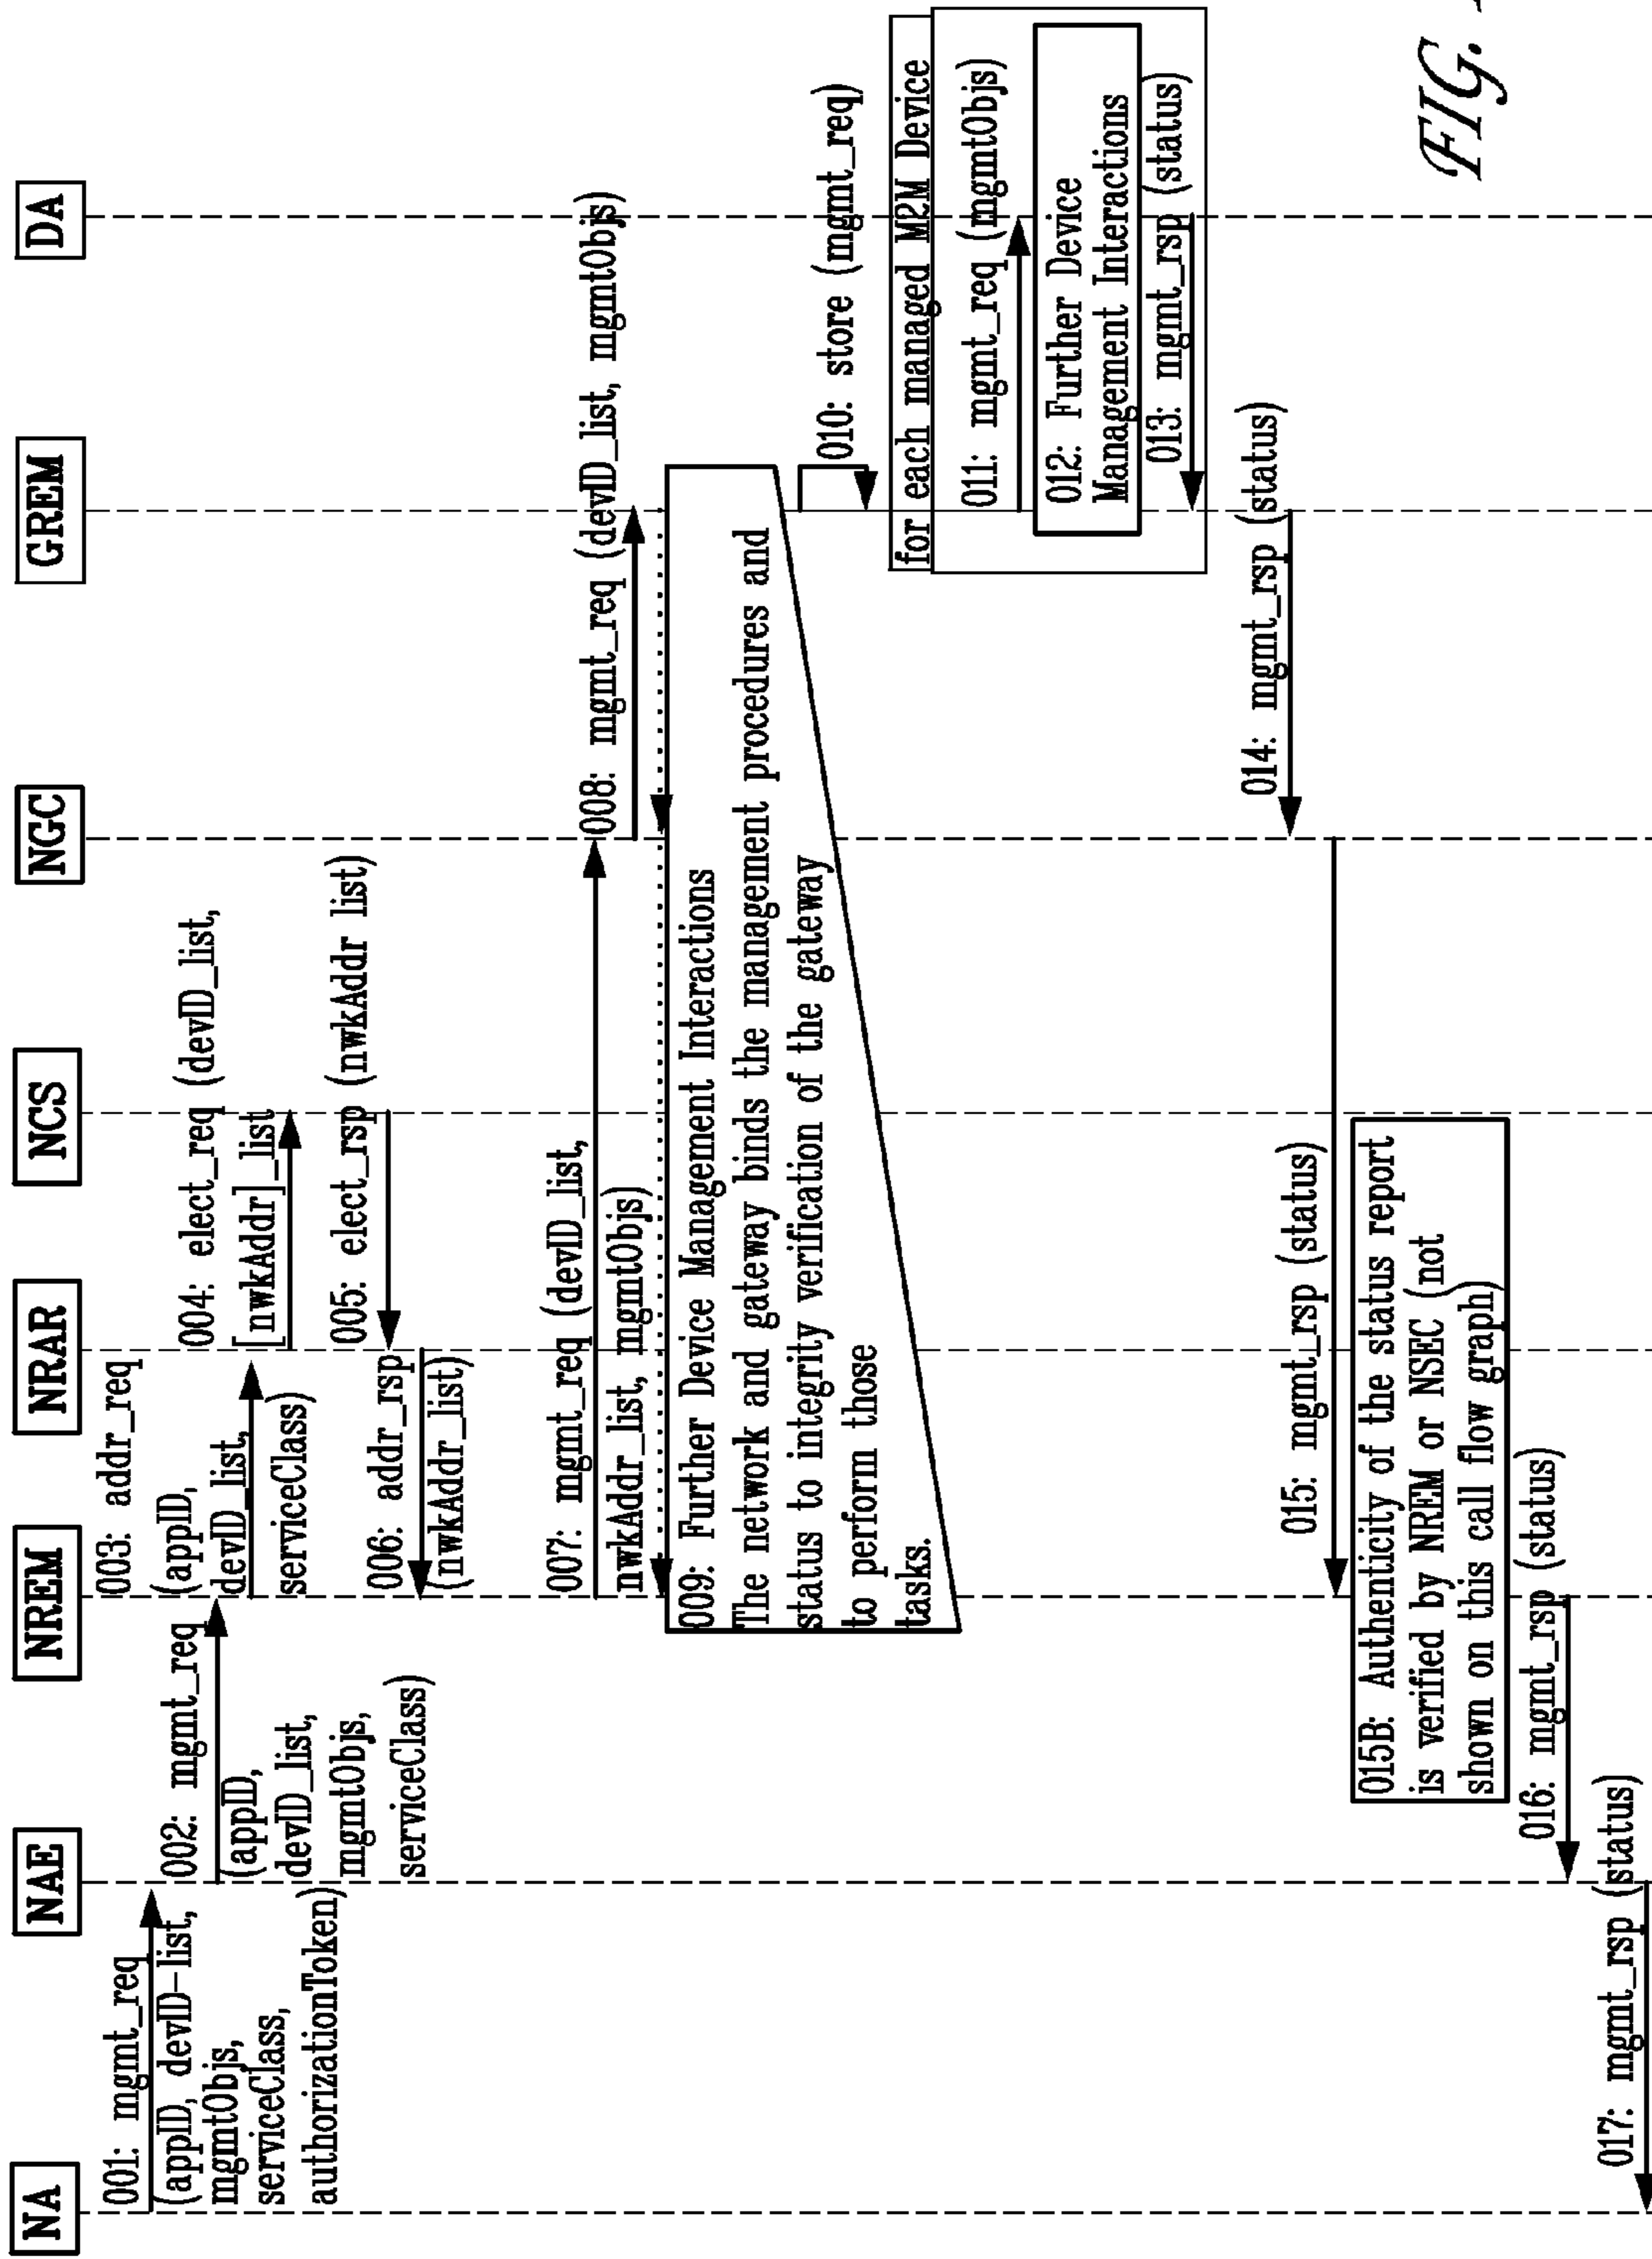 NA
NAE
NREM
NRAR
NCS
NGC
GREM
DA
001: mgmt_req
(appID, devID-list,
mgmtObjs,
serviceClass,
authorizationToken)
002: mgmt_req
(appID,
devID_list,
mgmtObjs,
serviceClass)
003: addr_req
(appID,
devID_list,
serviceClass)
004: elect_req (devID_list,
[nwkAddr]_list
005: elect_rsp (nwkAddr list)
006: addr_rsp
(nwkAddr_list)
007: mgmt_req (devID_list,
nwkAddr_list, mgmtObjs)
008: mgmt_req (devID_list, mgmtObjs)
009: Further Device Management Interactions
The network and gateway binds the management procedures and
status to integrity verification of the gateway
to perform those
tasks.
010: store (mgmt_req)
for each managed M2M Device
011: mgmt_req (mgmtObjs)
012: Further Device
Management Interactions
013: mgmt_rsp (status)
014: mgmt_rsp (status)
015: mgmt_rsp (status)
015B: Authenticity of the status report
is verified by NREM or NSEC (not
shown on this call flow graph)
016: mgmt_rsp (status)
017: mgmt_rsp (status)
FIG.